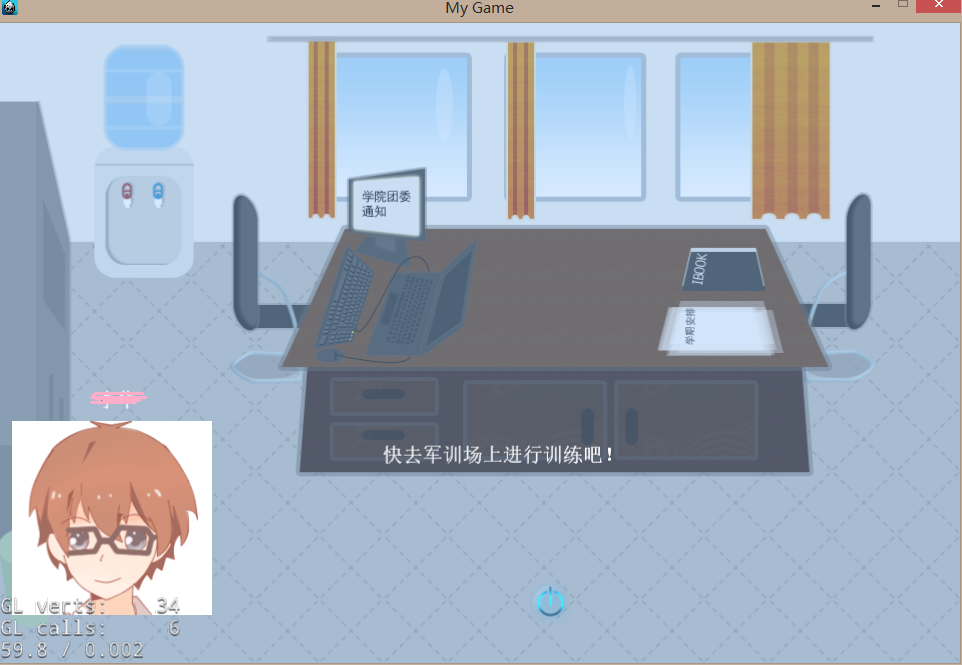 My Game
学院团委
通知
IBOOK
学期安排
快去军训场上进行训练吧!
GL verts: 34
GL calls: 6
59.8 / 0.002